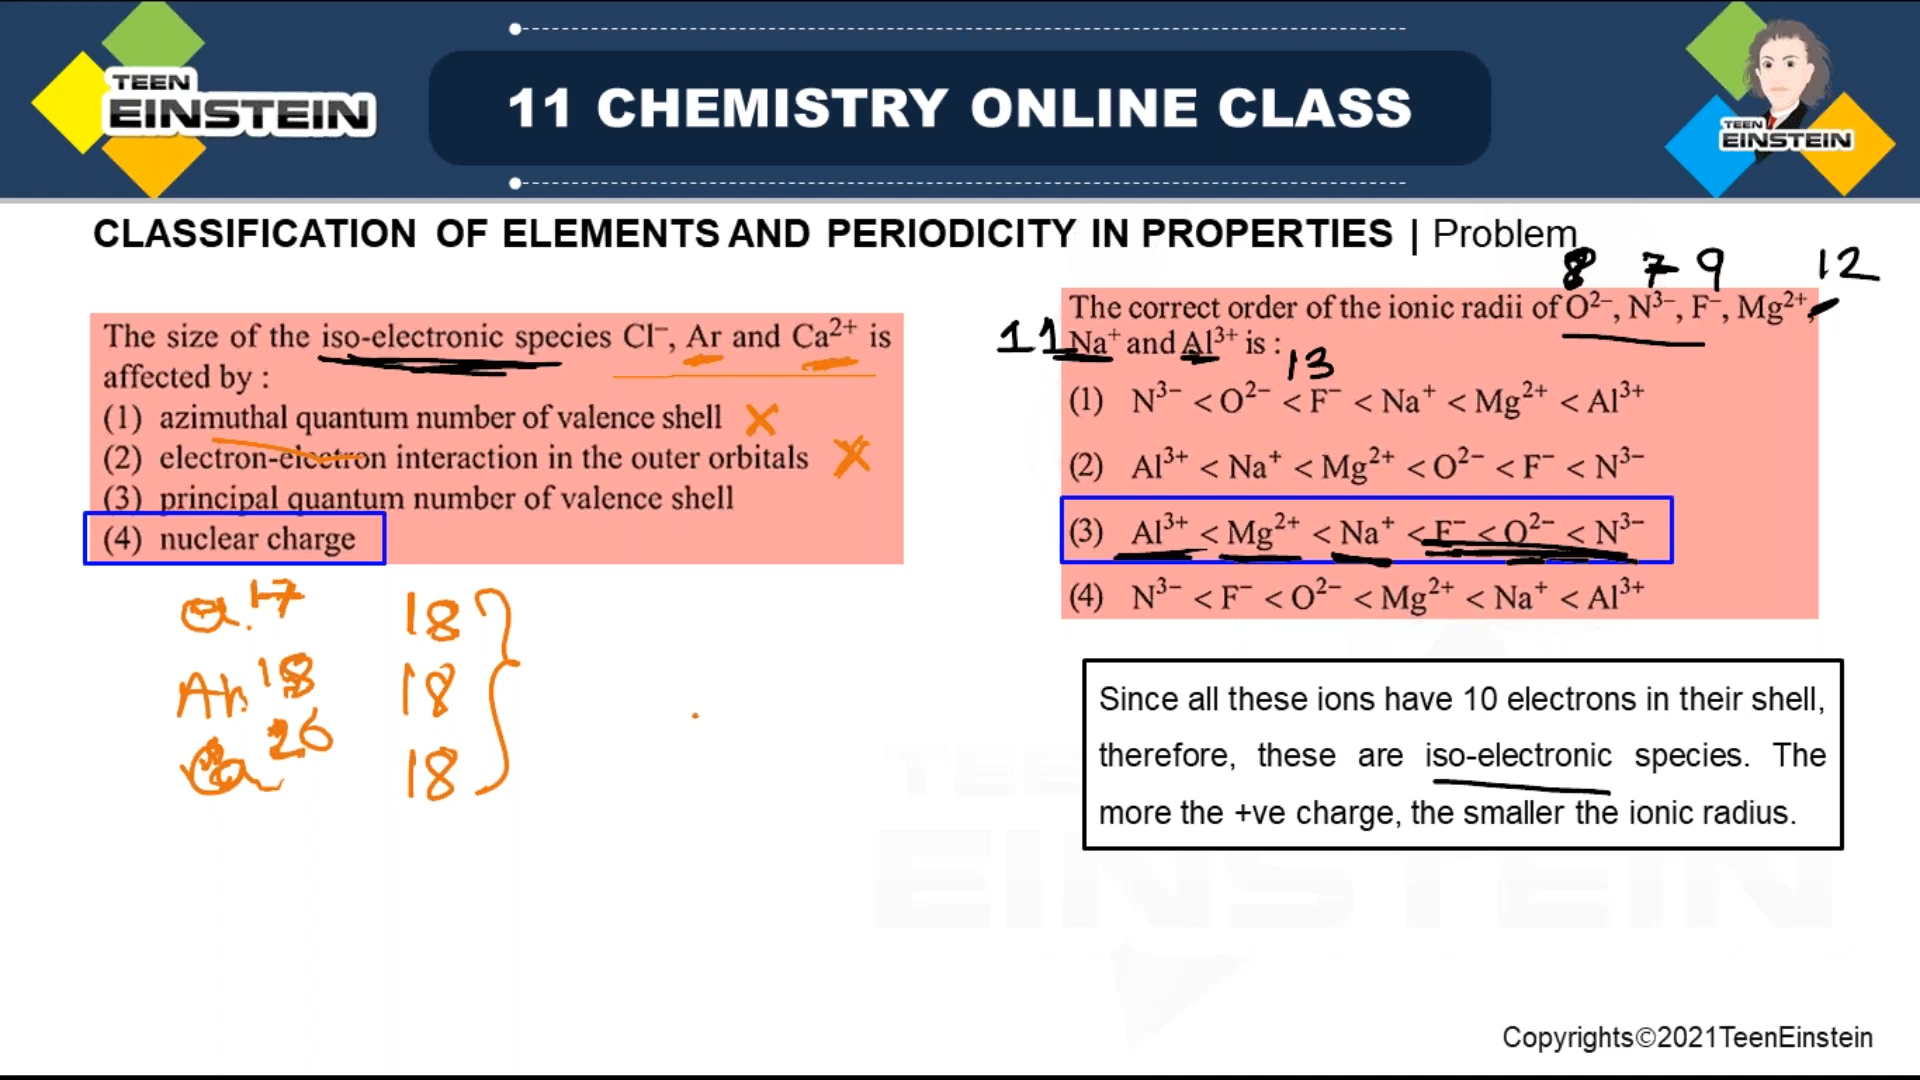 TEEN
EINSTEIN
11 CHEMISTRY ONLINE CLASS
TEEN
EINSTEIN
CLASSIFICATION OF ELEMENTS AND PERIODICITY IN PROPERTIES | Problem
The size of the iso-electronic species Cl⁻, Ar and Ca²⁺ is
affected by :
(1) azimuthal quantum number of valence shell
(2) electron-electron interaction in the outer orbitals
(3) principal quantum number of valence shell
(4) nuclear charge
17 18
Ar 18 18
18
8 7 9 12
The correct order of the ionic radii of O²⁻, N³⁻, F⁻, Mg²⁺,
11 Na⁺ and Al³⁺ is :
13
(1) N³⁻ < O²⁻ < F⁻ < Na⁺ < Mg²⁺ < Al³⁺
(2) Al³⁺ < Na⁺ < Mg²⁺ < O²⁻ < F⁻ < N³⁻
(3) Al³⁺ < Mg²⁺ < Na⁺ < F⁻ < O²⁻ < N³⁻
(4) N³⁻ < F⁻ < O²⁻ < Mg²⁺ < Na⁺ < Al³⁺
Since all these ions have 10 electrons in their shell,
therefore, these are iso-electronic species. The
more the +ve charge, the smaller the ionic radius.
TEEN
EINSTEIN
Copyrights©2021TeenEinstein